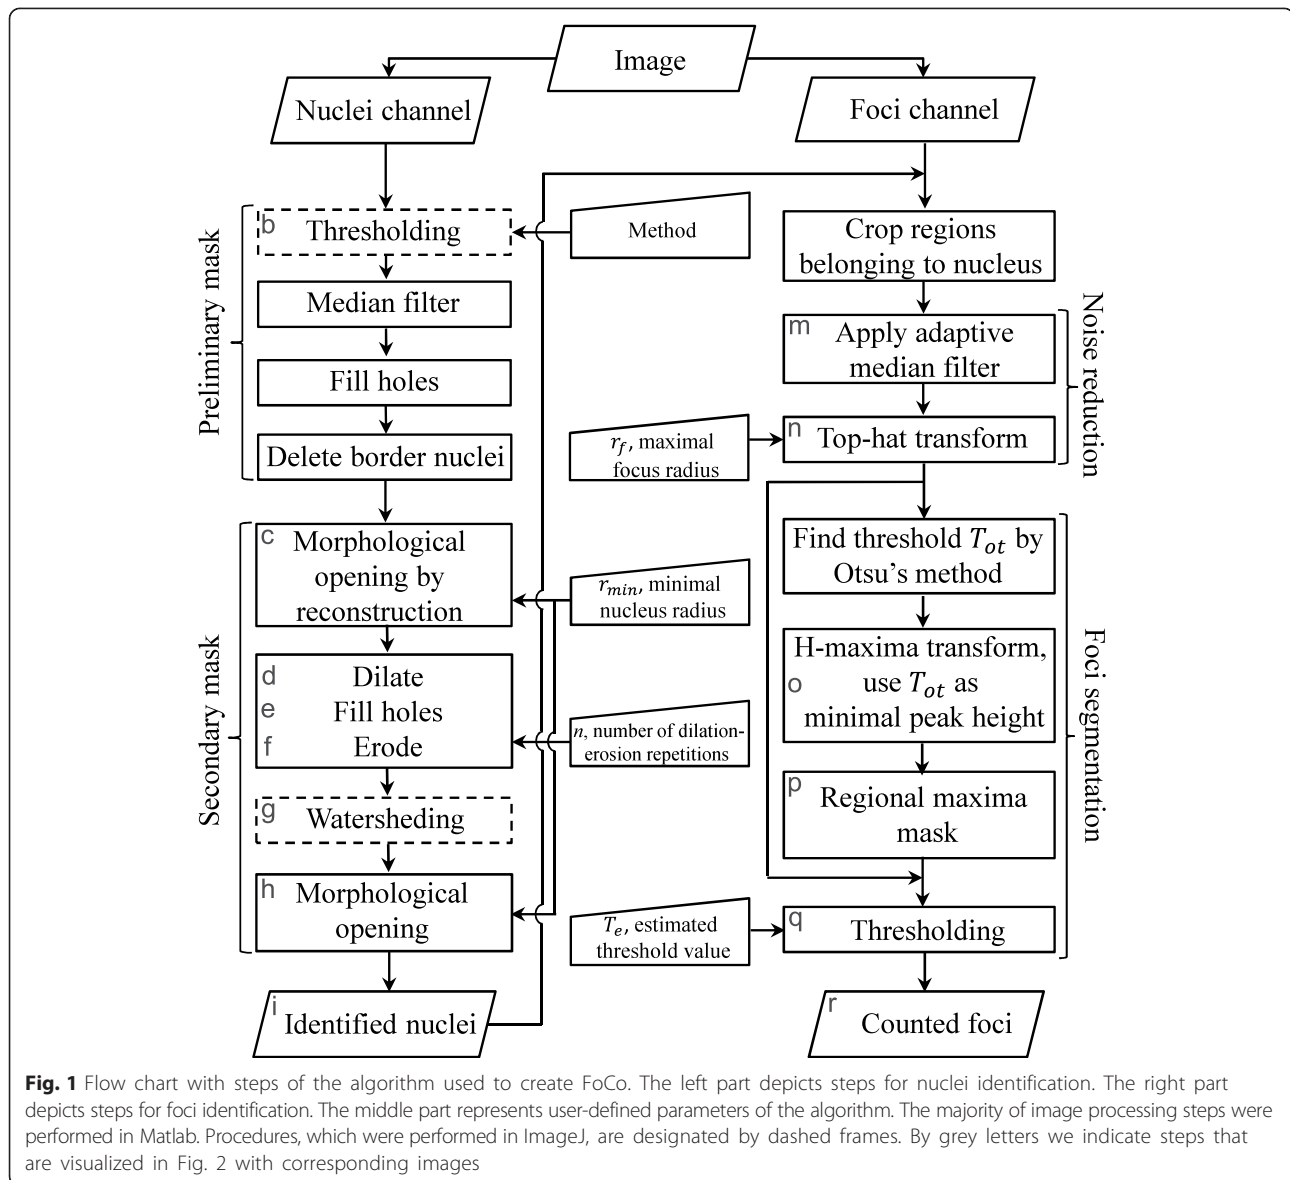 Image
Nuclei channel
Foci channel
Preliminary mask
b
Thresholding
Median filter
Fill holes
Delete border nuclei
Secondary mask
c
Morphological
opening by
reconstruction
d
Dilate
e
Fill holes
f
Erode
g
Watersheding
h
Morphological
opening
i
Identified nuclei
Method
r_f, maximal
focus radius
r_min, minimal
nucleus radius
n, number of dilation-
erosion repetitions
T_e, estimated
threshold value
Crop regions
belonging to nucleus
Noise reduction
m
Apply adaptive
median filter
n
Top-hat transform
Foci segmentation
Find threshold T_ot by
Otsu's method
H-maxima transform,
o
use T_ot as
minimal peak height
p
Regional maxima
mask
q
Thresholding
r
Counted foci
Fig. 1 Flow chart with steps of the algorithm used to create FoCo. The left part depicts steps for nuclei identification. The right part
depicts steps for foci identification. The middle part represents user-defined parameters of the algorithm. The majority of image processing steps were
performed in Matlab. Procedures, which were performed in ImageJ, are designated by dashed frames. By grey letters we indicate steps that
are visualized in Fig. 2 with corresponding images